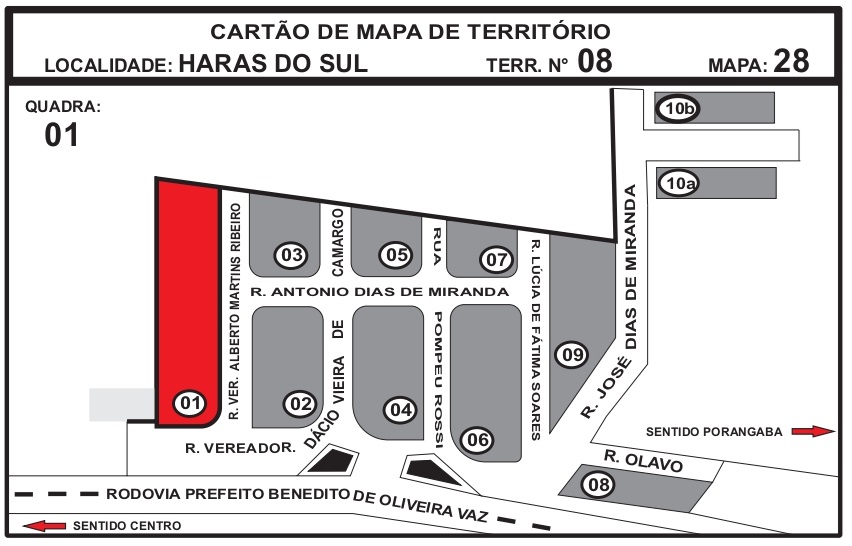 CARTÃO DE MAPA DE TERRITÓRIO
LOCALIDADE: HARAS DO SUL TERR. N° 08 MAPA: 28
QUADRA:
01
10b
10a
R. VER. ALBERTO MARTINS RIBEIRO
03
CAMARGO
05
RUA
07
R. LÚCIA DE FÁTIMA SOARES
R. JOSÉ DIAS DE MIRANDA
R. ANTONIO DIAS DE MIRANDA
01
02
DÁCIO VIEIRA DE
04
POMPEU ROSSI
06
09
SENTIDO PORANGABA
R. VEREADOR
R.
R. OLAVO
08
RODOVIA PREFEITO BENEDITO DE OLIVEIRA VAZ
SENTIDO CENTRO